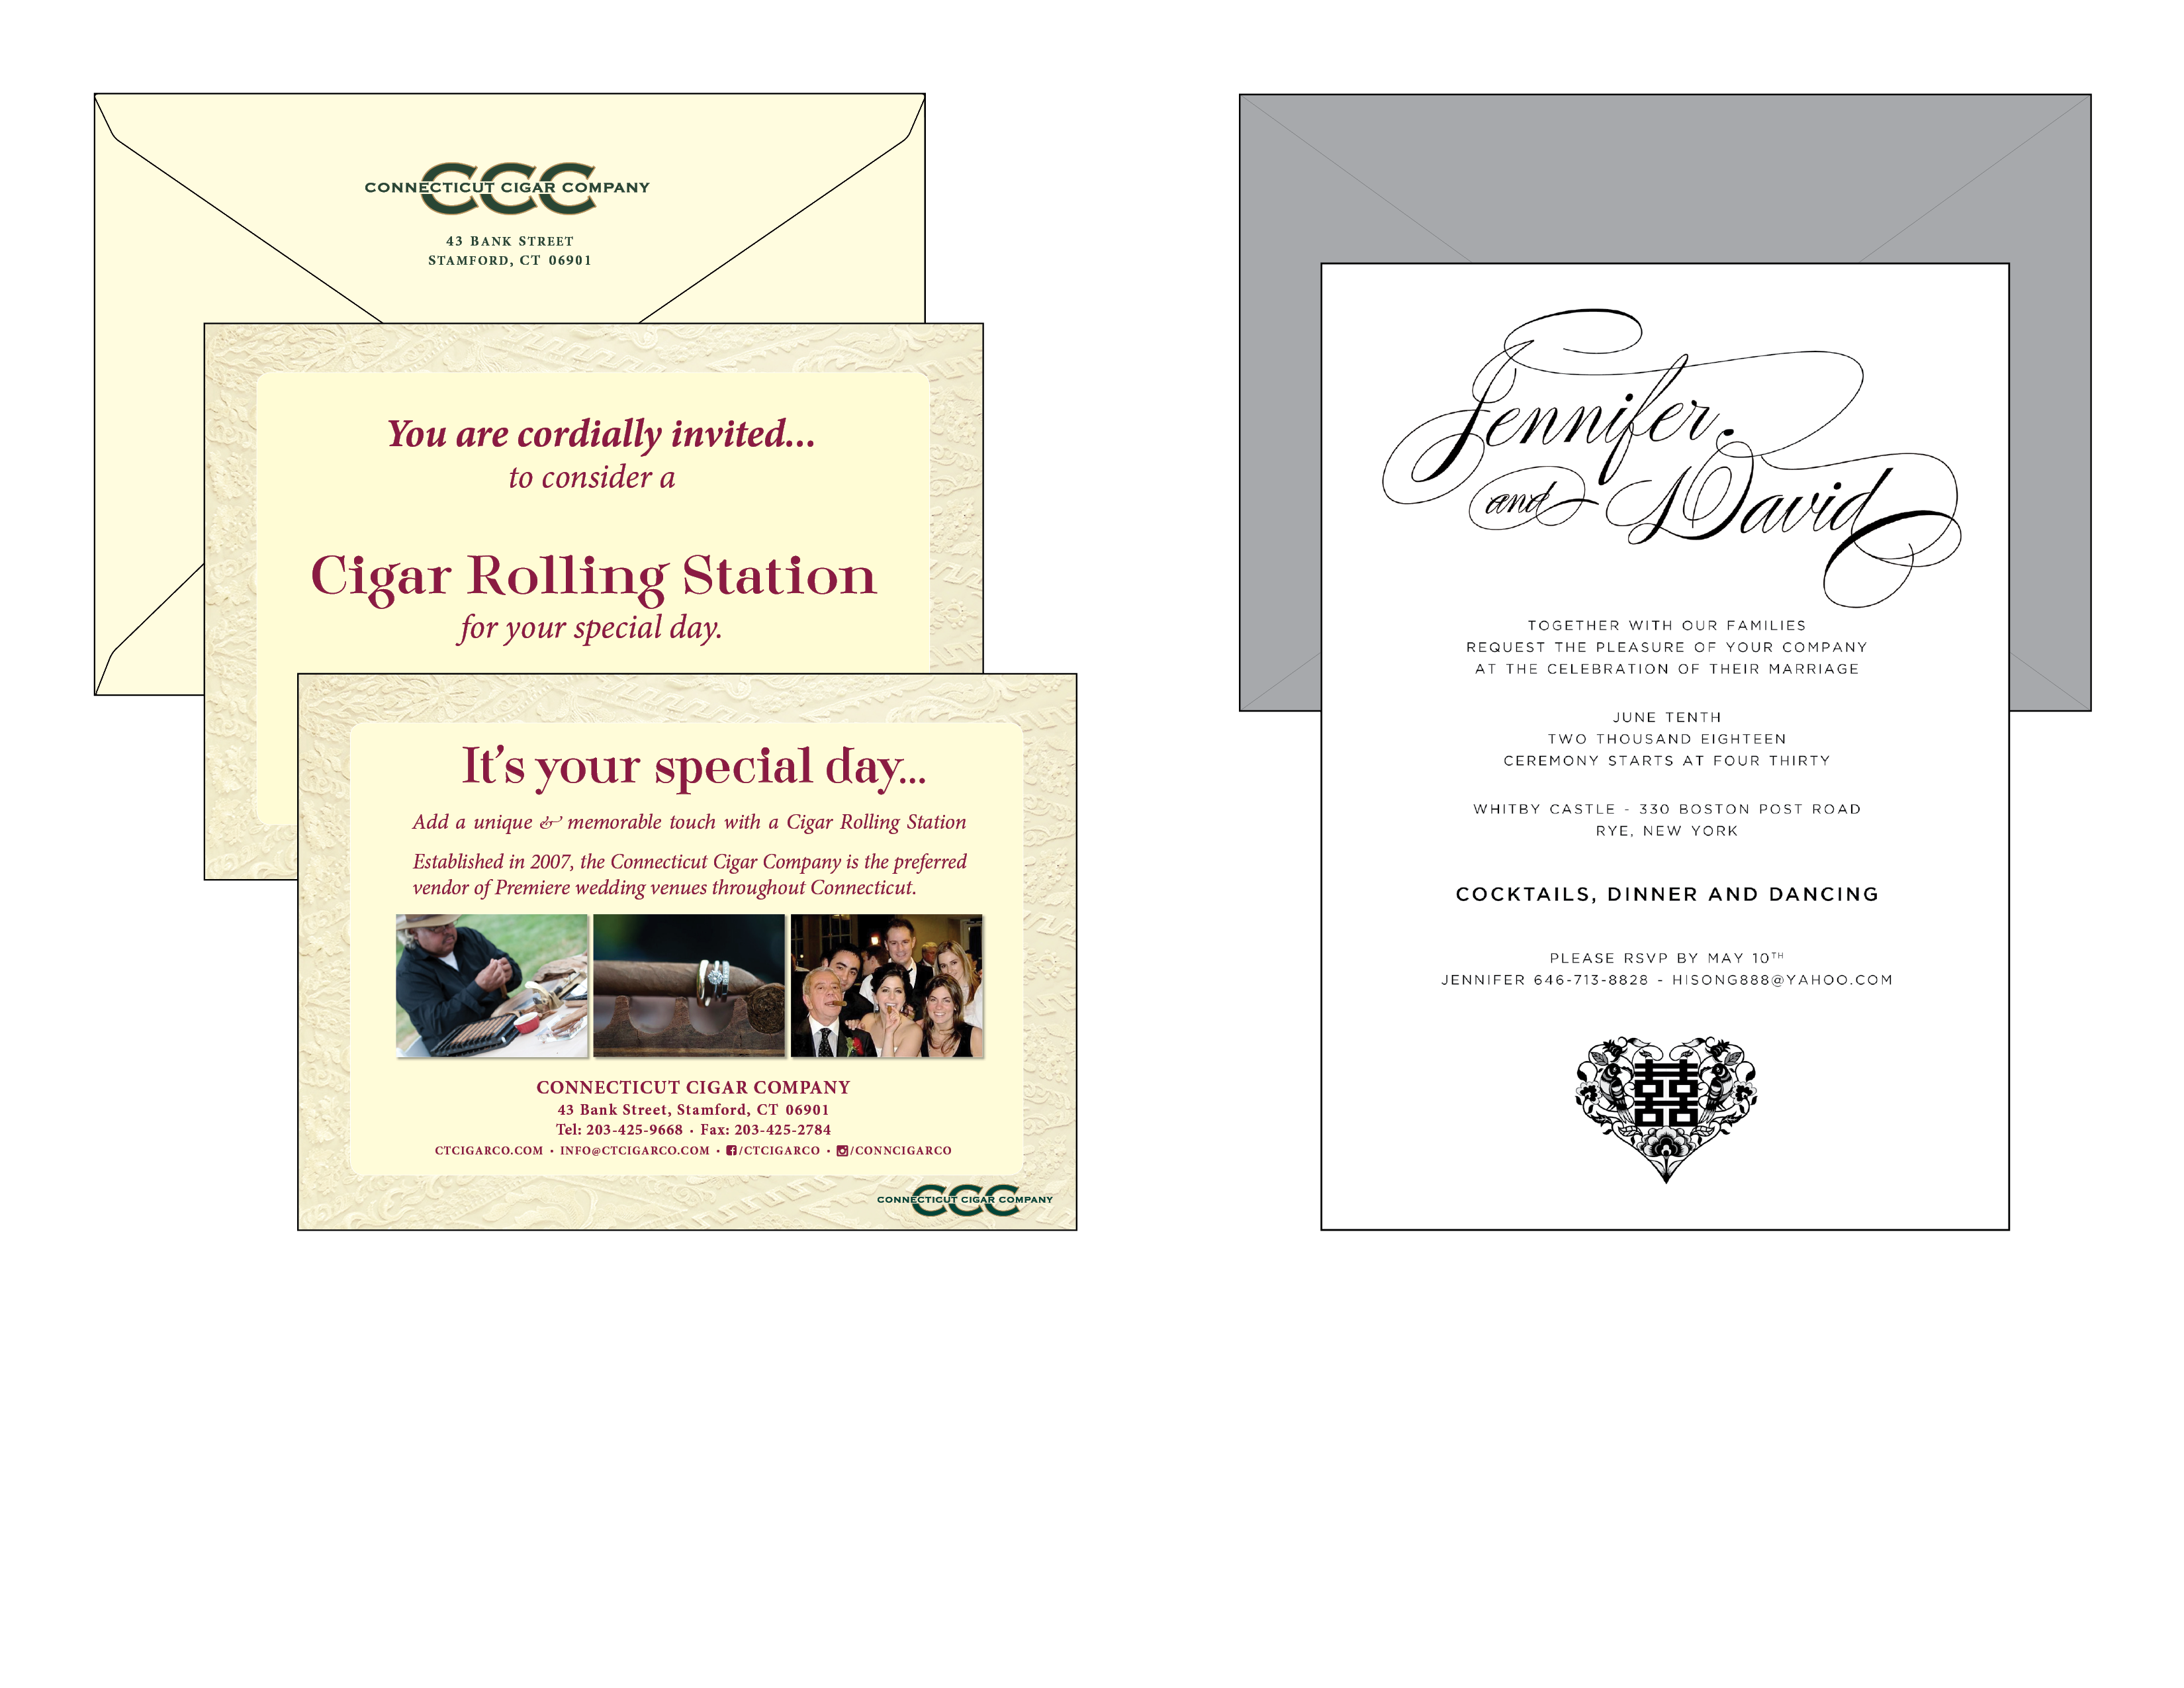 CCC
CONNECTICUT CIGAR COMPANY
43 BANK STREET
STAMFORD, CT 06901
You are cordially invited...
to consider a
Cigar Rolling Station
for your special day.
It's your special day...
Add a unique & memorable touch with a Cigar Rolling Station
Established in 2007, the Connecticut Cigar Company is the preferred
vendor of Premiere wedding venues throughout Connecticut.
CONNECTICUT CIGAR COMPANY
43 Bank Street, Stamford, CT 06901
Tel: 203-425-9668 · Fax: 203-425-2784
CTCIGARCO.COM · INFO@CTCIGARCO.COM · /CTCIGARCO · /CONNCIGARCO
CCC
CONNECTICUT CIGAR COMPANY
Jennifer
and David
TOGETHER WITH OUR FAMILIES
REQUEST THE PLEASURE OF YOUR COMPANY
AT THE CELEBRATION OF THEIR MARRIAGE
JUNE TENTH
TWO THOUSAND EIGHTEEN
CEREMONY STARTS AT FOUR THIRTY
WHITBY CASTLE - 330 BOSTON POST ROAD
RYE, NEW YORK
COCKTAILS, DINNER AND DANCING
PLEASE RSVP BY MAY 10TH
JENNIFER 646-713-8828 - HISONG888@YAHOO.COM
囍